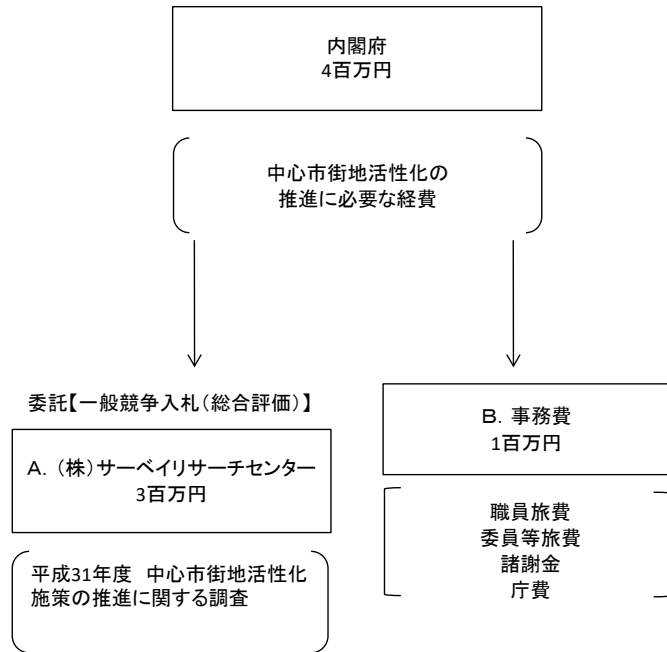 内閣府
4百万円
中心市街地活性化の
推進に必要な経費
委託【一般競争入札(総合評価)】
A. (株)サーベイリサーチセンター
3百万円
平成31年度 中心市街地活性化
施策の推進に関する調査
B. 事務費
1百万円
職員旅費
委員等旅費
諸謝金
庁費